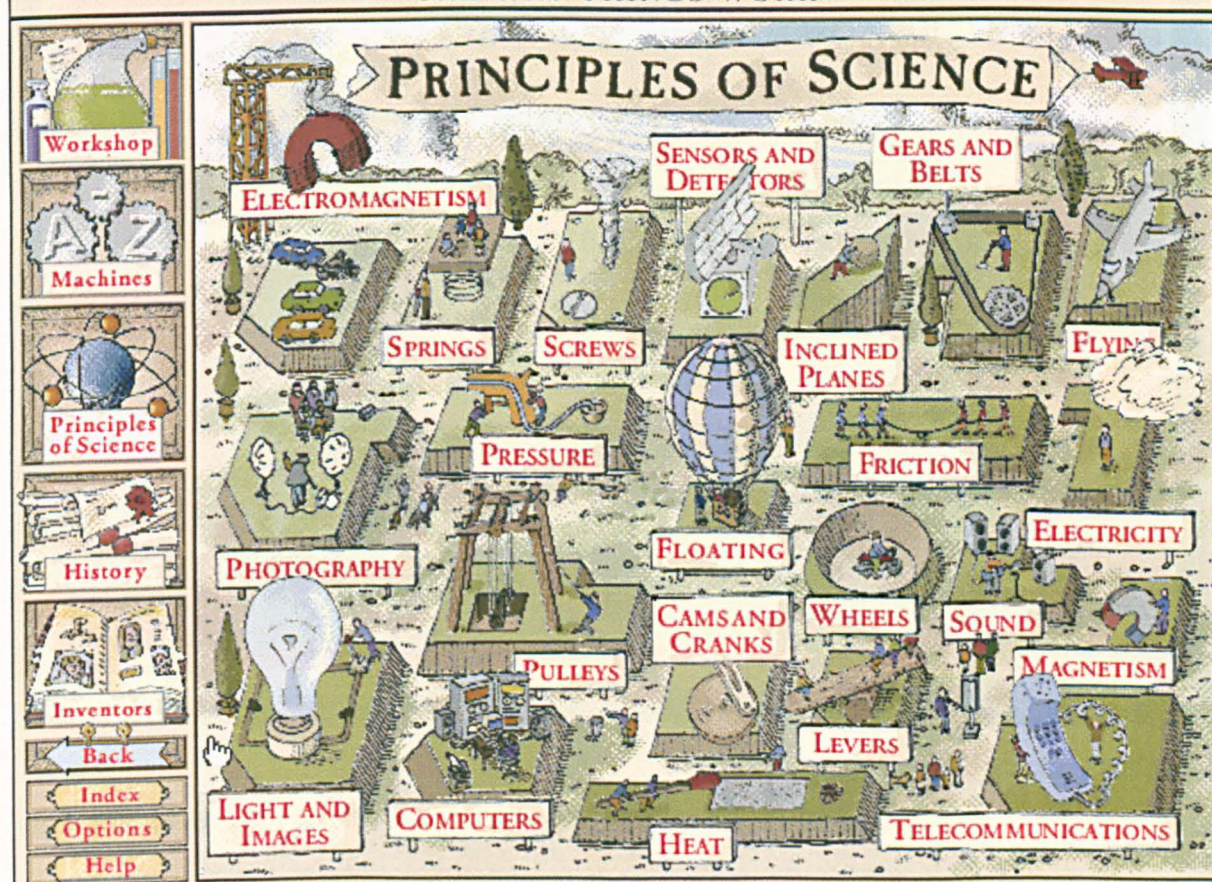 Workshop
A-Z
Machines
Principles
of Science
History
Inventors
Back
Index
Options
Help
PRINCIPLES OF SCIENCE
ELECTROMAGNETISM
SENSORS AND
DETECTORS
GEARS AND
BELTS
SPRINGS
SCREWS
INCLINED
PLANES
FLYING
PRESSURE
FRICTION
PHOTOGRAPHY
FLOATING
ELECTRICITY
CAMS AND
CRANKS
WHEELS
SOUND
PULLEYS
MAGNETISM
LEVERS
LIGHT AND
IMAGES
COMPUTERS
HEAT
TELECOMMUNICATIONS